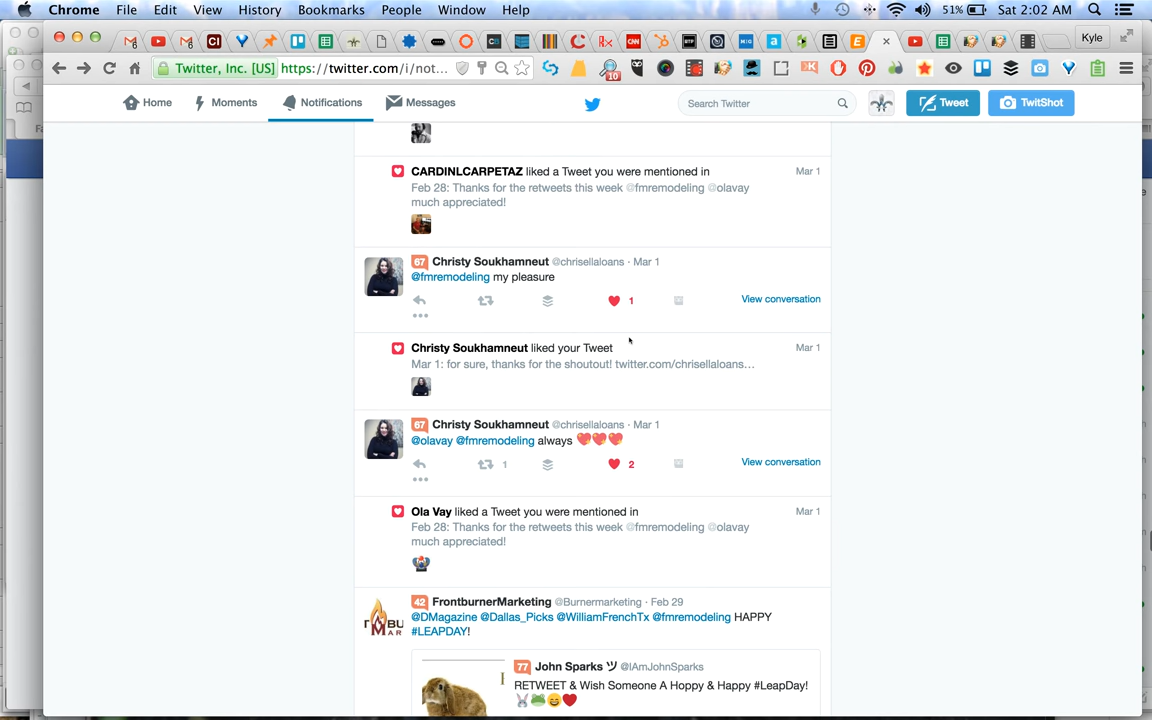 Chrome File Edit View History Bookmarks People Window Help 51% Sat 2:02 AM
Kyle
Twitter, Inc. [US] https://twitter.com/i/not...
10
Home Moments Notifications Messages Search Twitter Tweet TwitShot
CARDINLCARPETAZ liked a Tweet you were mentioned in Mar 1
Feb 28: Thanks for the retweets this week @fmremodeling @olavay
much appreciated!
67 Christy Soukhamneut @chrisellaloans · Mar 1
@fmremodeling my pleasure
1 View conversation
Christy Soukhamneut liked your Tweet Mar 1
Mar 1: for sure, thanks for the shoutout! twitter.com/chrisellaloans...
67 Christy Soukhamneut @chrisellaloans · Mar 1
@olavay @fmremodeling always 💖💖💖
1 2 View conversation
Ola Vay liked a Tweet you were mentioned in Mar 1
Feb 28: Thanks for the retweets this week @fmremodeling @olavay
much appreciated!
42 FrontburnerMarketing @Burnermarketing · Feb 29
@DMagazine @Dallas_Picks @WilliamFrenchTx @fmremodeling HAPPY
#LEAPDAY!
77 John Sparks ツ @IAmJohnSparks
RETWEET & Wish Someone A Hoppy & Happy #LeapDay!
🐰🐸😄❤️